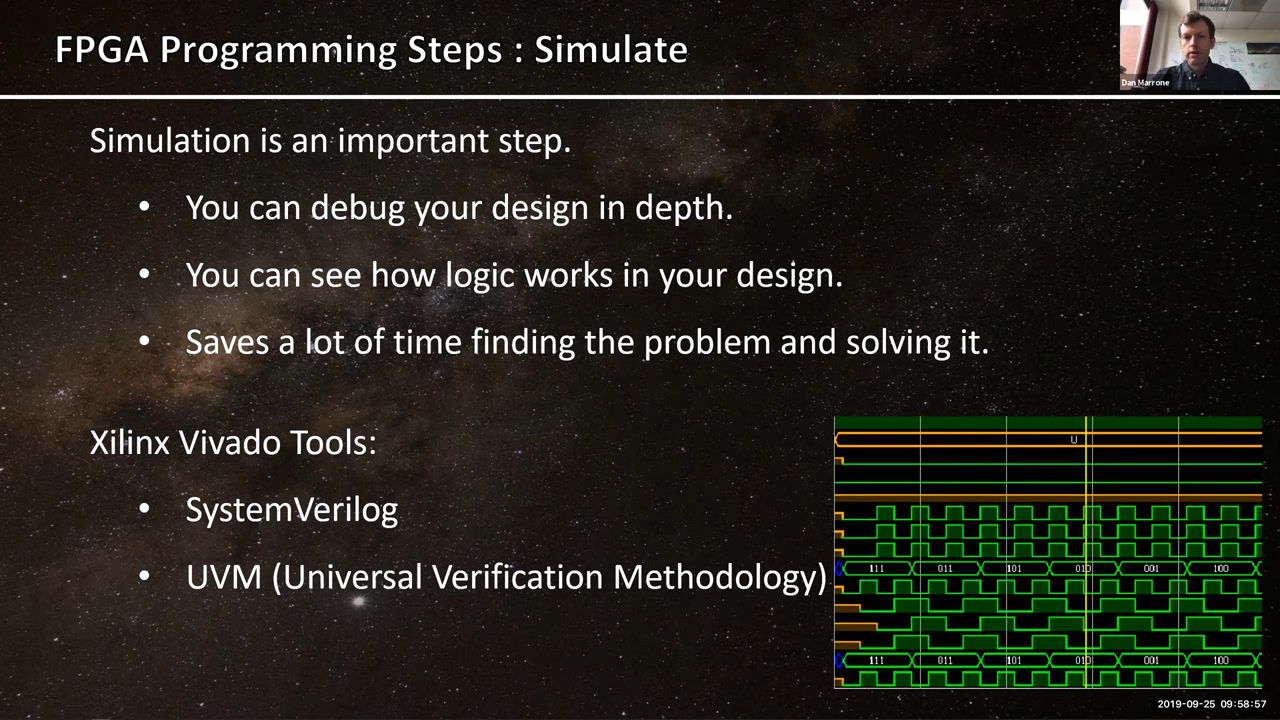 FPGA Programming Steps : Simulate
Dan Marrone
Simulation is an important step.
• You can debug your design in depth.
• You can see how logic works in your design.
• Saves a lot of time finding the problem and solving it.
Xilinx Vivado Tools:
• SystemVerilog
• UVM (Universal Verification Methodology)
U
111 011 101 010 001 100
111 011 101 010 001 100
2019-09-25 09:58:57